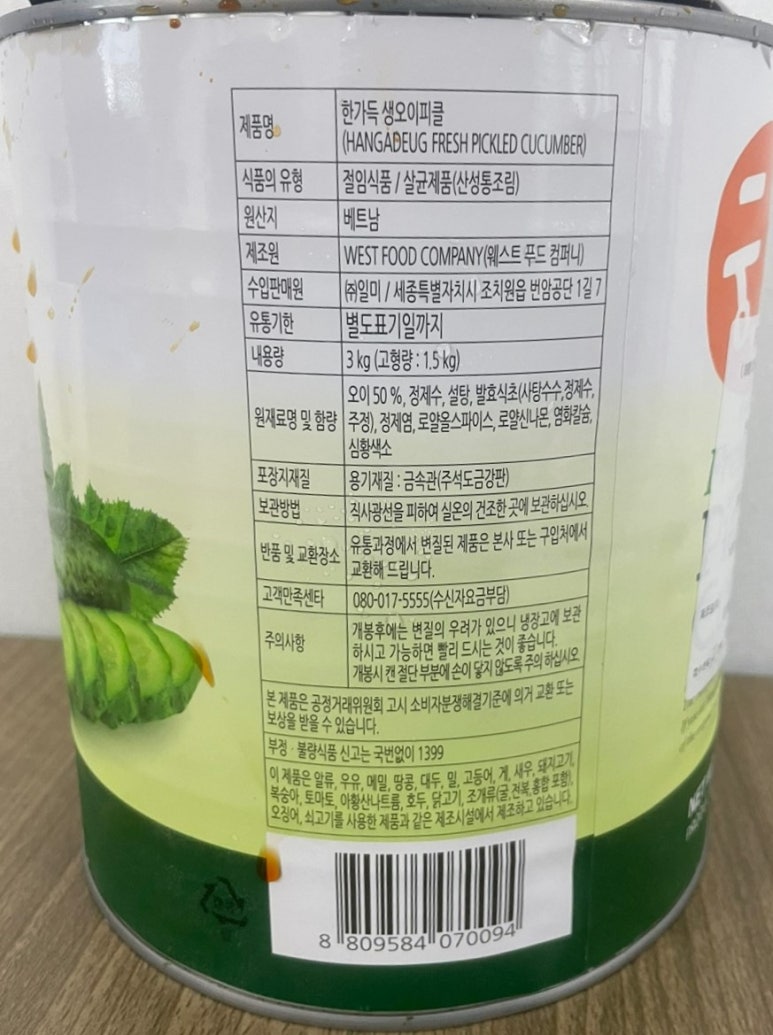 제품명
한가득 생오이피클
(HANGADEUG FRESH PICKLED CUCUMBER)
식품의 유형
절임식품 / 살균제품(산성통조림)
원산지
베트남
제조원
WEST FOOD COMPANY(웨스트 푸드 컴퍼니)
수입판매원
㈜일미 / 세종특별자치시 조치원읍 번암공단 1길 7
유통기한
별도표기일까지
내용량
3 kg (고형량 : 1.5 kg)
원재료명 및 함량
오이 50 %, 정제수, 설탕, 발효식초(사탕수수,정제수,
주정), 정제염, 로얄올스파이스, 로얄신나몬, 염화칼슘,
심황색소
포장지재질
용기재질 : 금속관(주석도금강판)
보관방법
직사광선을 피하여 실온의 건조한 곳에 보관하십시오.
반품 및 교환장소
유통과정에서 변질된 제품은 본사 또는 구입처에서
교환해 드립니다.
고객만족센타
080-017-5555(수신자요금부담)
주의사항
개봉후에는 변질의 우려가 있으니 냉장고에 보관
하시고 가능하면 빨리 드시는 것이 좋습니다.
개봉시 캔 절단 부분에 손이 닿지 않도록 주의 하십시오.
본 제품은 공정거래위원회 고시 소비자분쟁해결기준에 의거 교환 또는
보상을 받을 수 있습니다.
부정 · 불량식품 신고는 국번없이 1399
이 제품은 알류, 우유, 메밀, 땅콩, 대두, 밀, 고등어, 게, 새우, 돼지고기,
복숭아, 토마토, 아황산나트륨, 호두, 닭고기, 조개류(굴,전복,홍합 포함),
오징어, 쇠고기를 사용한 제품과 같은 제조시설에서 제조하고 있습니다.
8 809584 070094